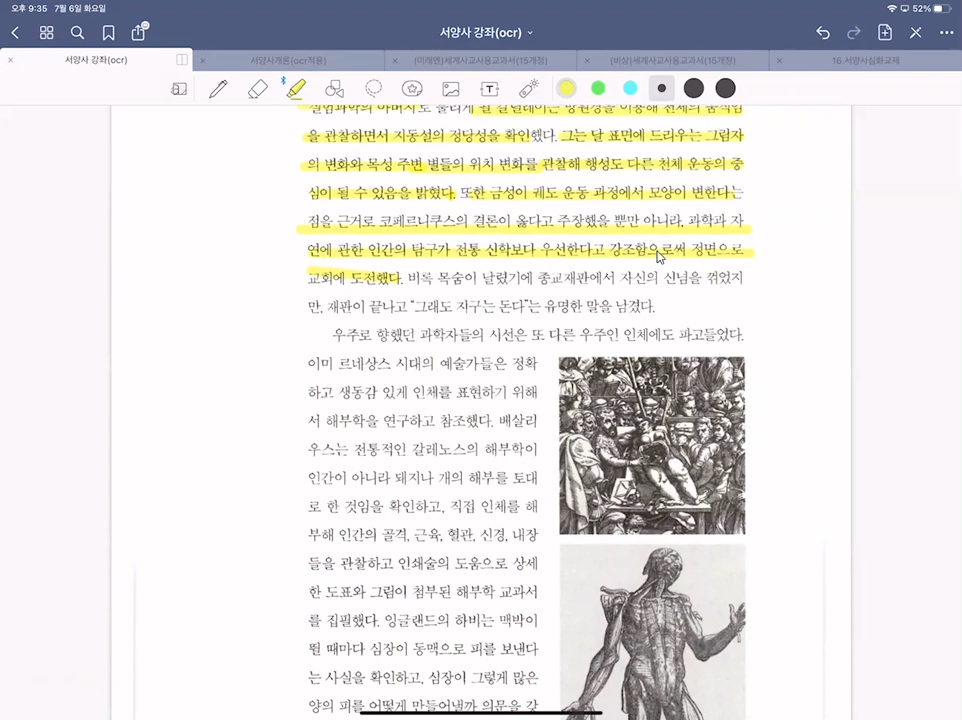 오후 9:35 7월 6일 화요일
52%
서양사 강좌(ocr)
서양사 강좌(ocr)
서양사개론(ocr적용)
(미래엔)세계사교사용교과서(15개정)
(비상)세계사교사용교과서(15개정)
16.서양사심화교재
을 관찰하면서 지동설의 정당성을 확인했다. 그는 달 표면에 드리우는 그림자
의 변화와 목성 주변 별들의 위치 변화를 관찰해 행성도 다른 천체 운동의 중
심이 될 수 있음을 밝혔다. 또한 금성이 궤도 운동 과정에서 모양이 변한다는
점을 근거로 코페르니쿠스의 결론이 옳다고 주장했을 뿐만 아니라, 과학과 자
연에 관한 인간의 탐구가 전통 신학보다 우선한다고 강조함으로써 정면으로
교회에 도전했다. 비록 목숨이 달렸기에 종교재판에서 자신의 신념을 꺾었지
만, 재판이 끝나고 “그래도 지구는 돈다”는 유명한 말을 남겼다.
우주로 향했던 과학자들의 시선은 또 다른 우주인 인체에도 파고들었다.
이미 르네상스 시대의 예술가들은 정확
하고 생동감 있게 인체를 표현하기 위해
서 해부학을 연구하고 참조했다. 베살리
우스는 전통적인 갈레노스의 해부학이
인간이 아니라 돼지나 개의 해부를 토대
로 한 것임을 확인하고, 직접 인체를 해
부해 인간의 골격, 근육, 혈관, 신경, 내장
들을 관찰하고 인쇄술의 도움으로 상세
한 도표와 그림이 첨부된 해부학 교과서
를 집필했다. 잉글랜드의 하비는 맥박이
뛸 때마다 심장이 동맥으로 피를 보낸다
는 사실을 확인하고, 심장이 그렇게 많은
양의 피를 어떻게 만들어낼까 의문을 갖